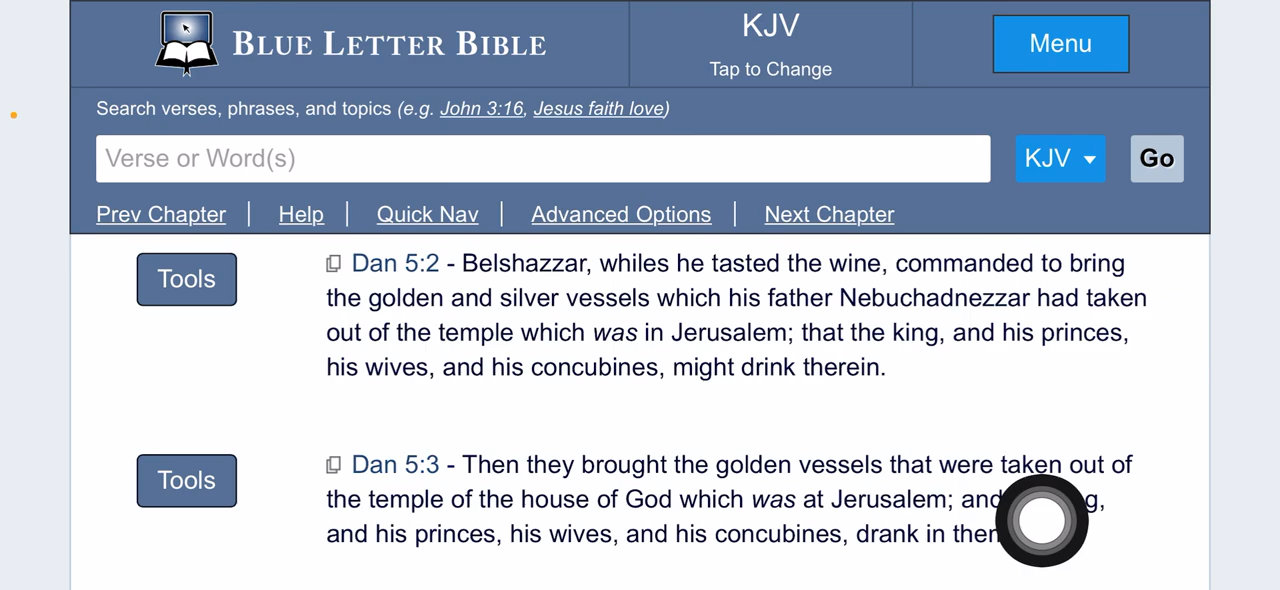 BLUE LETTER BIBLE
KJV
Tap to Change
Menu
Search verses, phrases, and topics (e.g. John 3:16, Jesus faith love)
Verse or Word(s)
KJV
Go
Prev Chapter | Help | Quick Nav | Advanced Options | Next Chapter
Tools
Dan 5:2 - Belshazzar, whiles he tasted the wine, commanded to bring
the golden and silver vessels which his father Nebuchadnezzar had taken
out of the temple which was in Jerusalem; that the king, and his princes,
his wives, and his concubines, might drink therein.
Tools
Dan 5:3 - Then they brought the golden vessels that were taken out of
the temple of the house of God which was at Jerusalem; and
and his princes, his wives, and his concubines, drank in